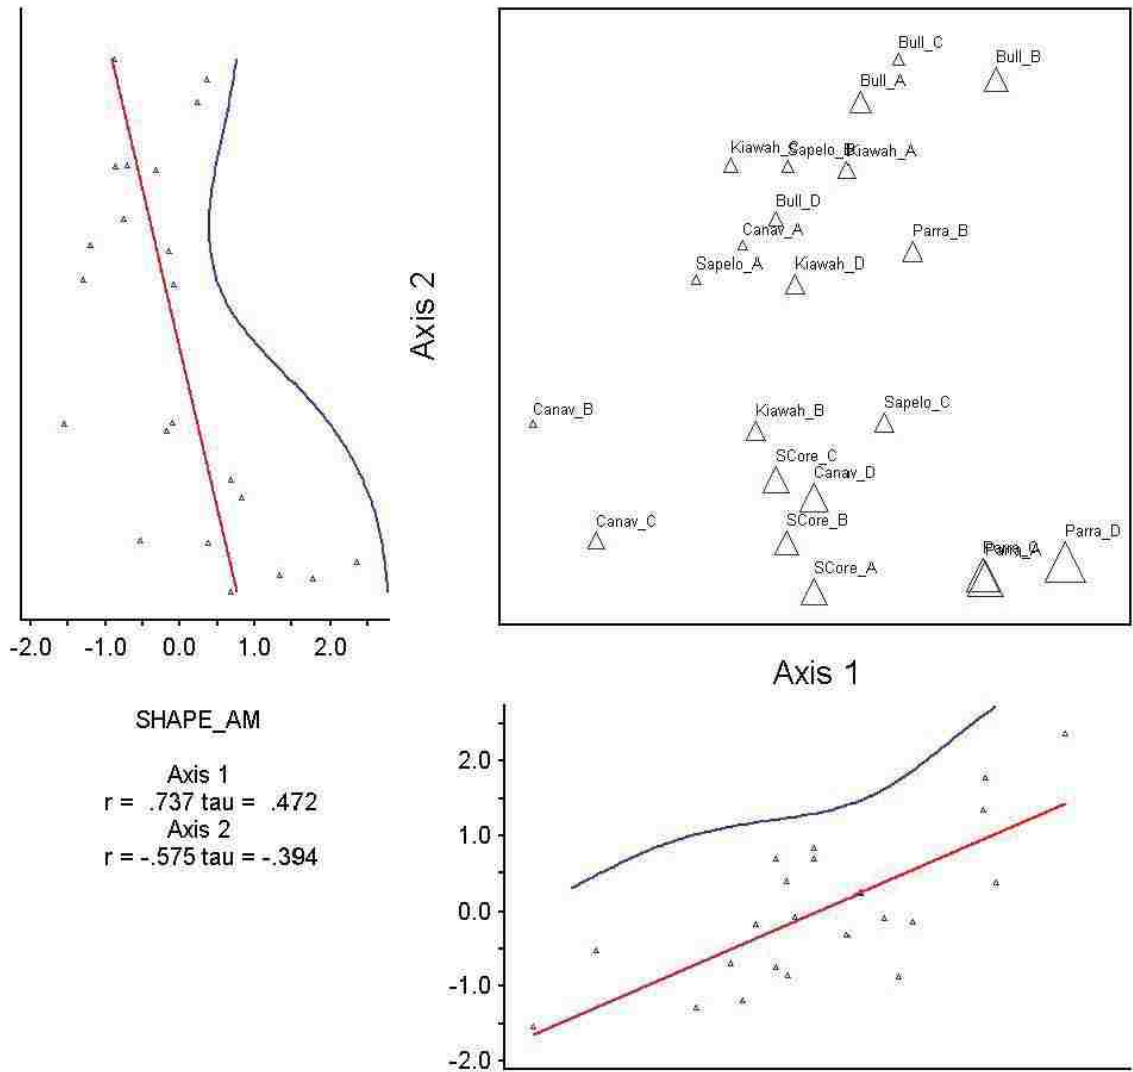 Bull_C
Bull_B
Bull_A
Kiawah_C
Sapelo_B
Kiawah_A
Bull_D
Canav_A
Parra_B
Sapelo_A
Kiawah_D
Axis 2
Canav_B
Kiawah_B
Sapelo_C
SCore_C
Canav_D
Canav_C
SCore_B
Parra_D
Parra_C
Parra_A
SCore_A
-2.0 -1.0 0.0 1.0 2.0
Axis 1
SHAPE_AM
Axis 1
r = .737 tau = .472
Axis 2
r = -.575 tau = -.394
2.0
1.0
0.0
-1.0
-2.0